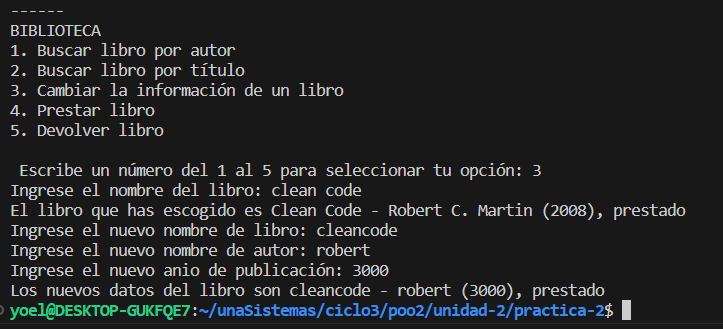 ------
BIBLIOTECA
1. Buscar libro por autor
2. Buscar libro por título
3. Cambiar la información de un libro
4. Prestar libro
5. Devolver libro
Escribe un número del 1 al 5 para seleccionar tu opción: 3
Ingrese el nombre del libro: clean code
El libro que has escogido es Clean Code - Robert C. Martin (2008), prestado
Ingrese el nuevo nombre de libro: cleancode
Ingrese el nuevo nombre de autor: robert
Ingrese el nuevo anio de publicación: 3000
Los nuevos datos del libro son cleancode - robert (3000), prestado
yoel@DESKTOP-GUKFQE7:~/unaSistemas/ciclo3/poo2/unidad-2/practica-2$